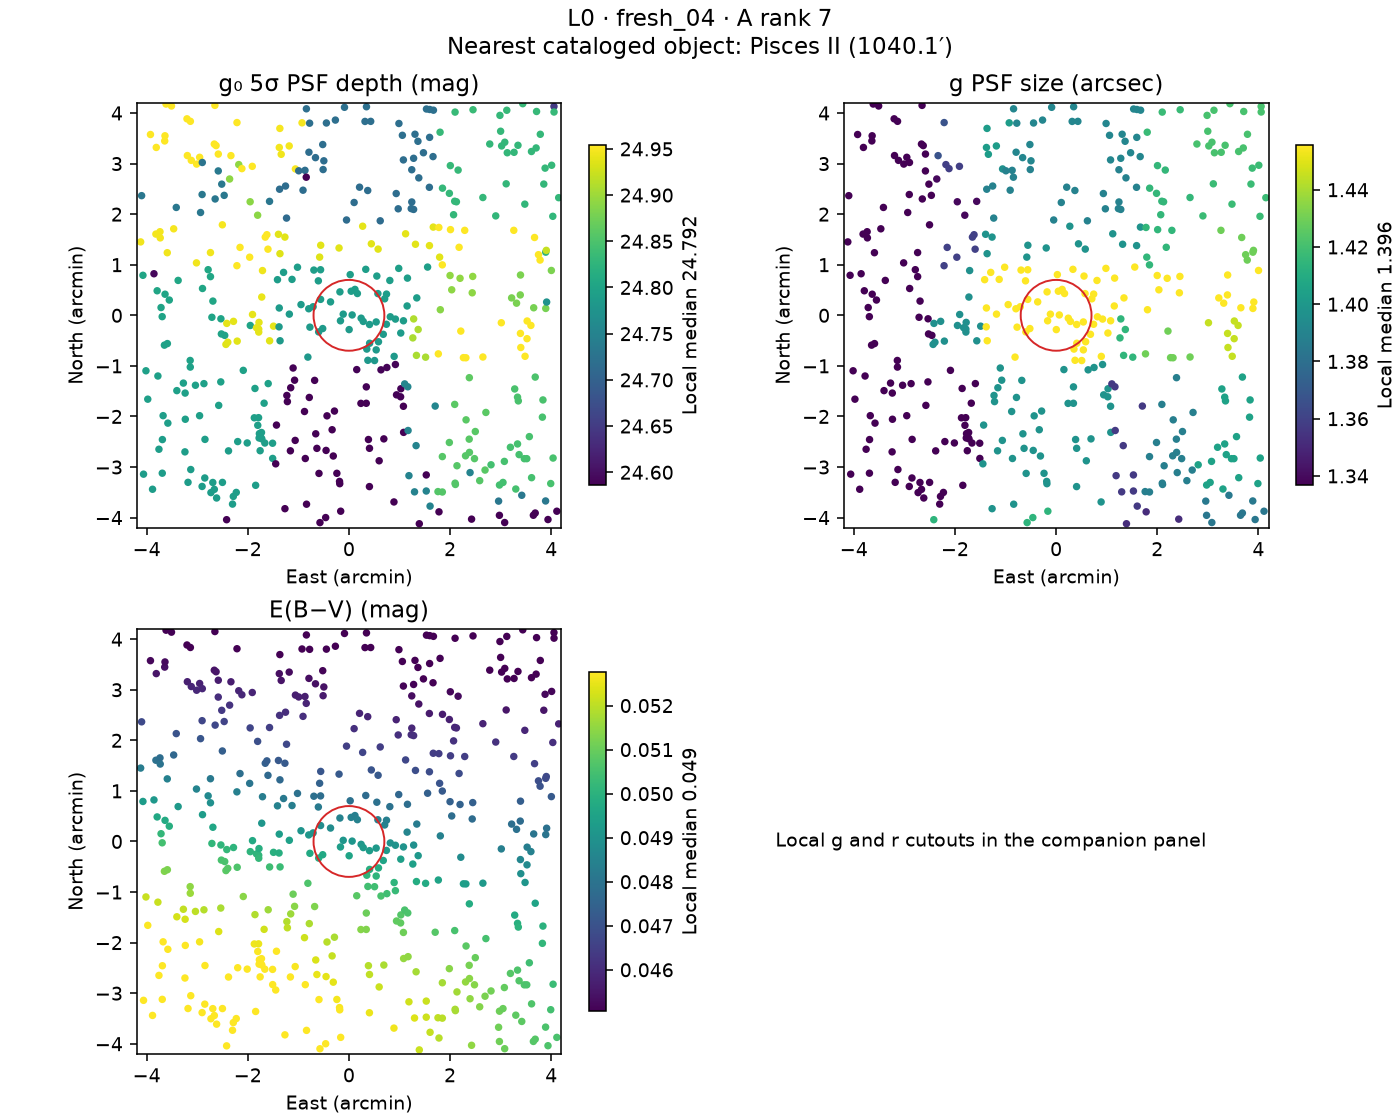 L0 · fresh_04 · A rank 7
Nearest cataloged object: Pisces II (1040.1′)
g₀ 5σ PSF depth (mag)
4
3
2
1
0
−1
−2
−3
−4
North (arcmin)
−4 −2 0 2 4
East (arcmin)
24.95
24.90
24.85
24.80
24.75
24.70
24.65
24.60
Local median 24.792
g PSF size (arcsec)
4
3
2
1
0
−1
−2
−3
−4
North (arcmin)
−4 −2 0 2 4
East (arcmin)
1.44
1.42
1.40
1.38
1.36
1.34
Local median 1.396
E(B−V) (mag)
4
3
2
1
0
−1
−2
−3
−4
North (arcmin)
−4 −2 0 2 4
East (arcmin)
0.052
0.051
0.050
0.049
0.048
0.047
0.046
Local median 0.049
Local g and r cutouts in the companion panel